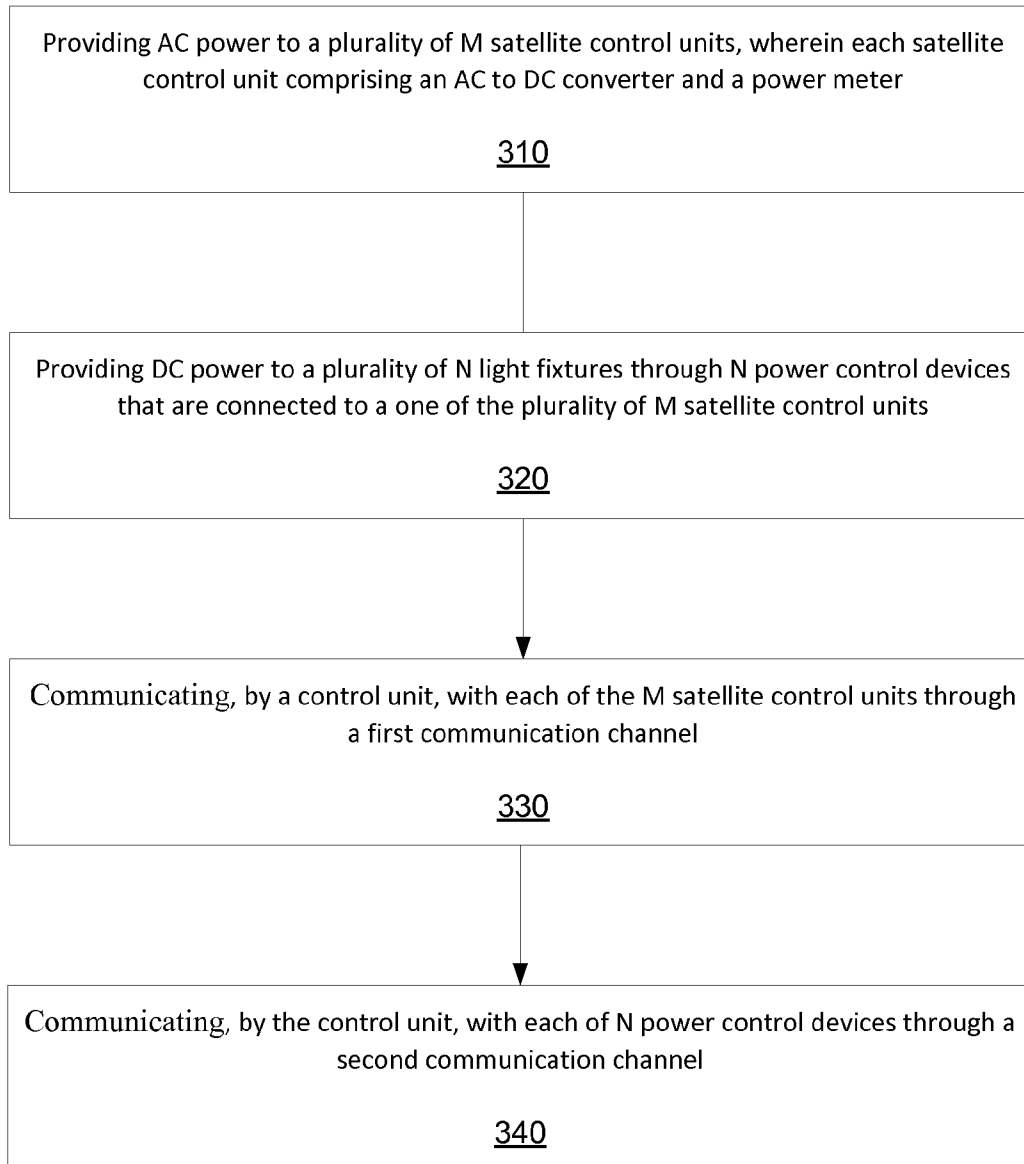 Providing AC power to a plurality of M satellite control units, wherein each satellite
control unit comprising an AC to DC converter and a power meter
310
Providing DC power to a plurality of N light fixtures through N power control devices
that are connected to a one of the plurality of M satellite control units
320
Communicating, by a control unit, with each of the M satellite control units through
a first communication channel
330
Communicating, by the control unit, with each of N power control devices through a
second communication channel
340